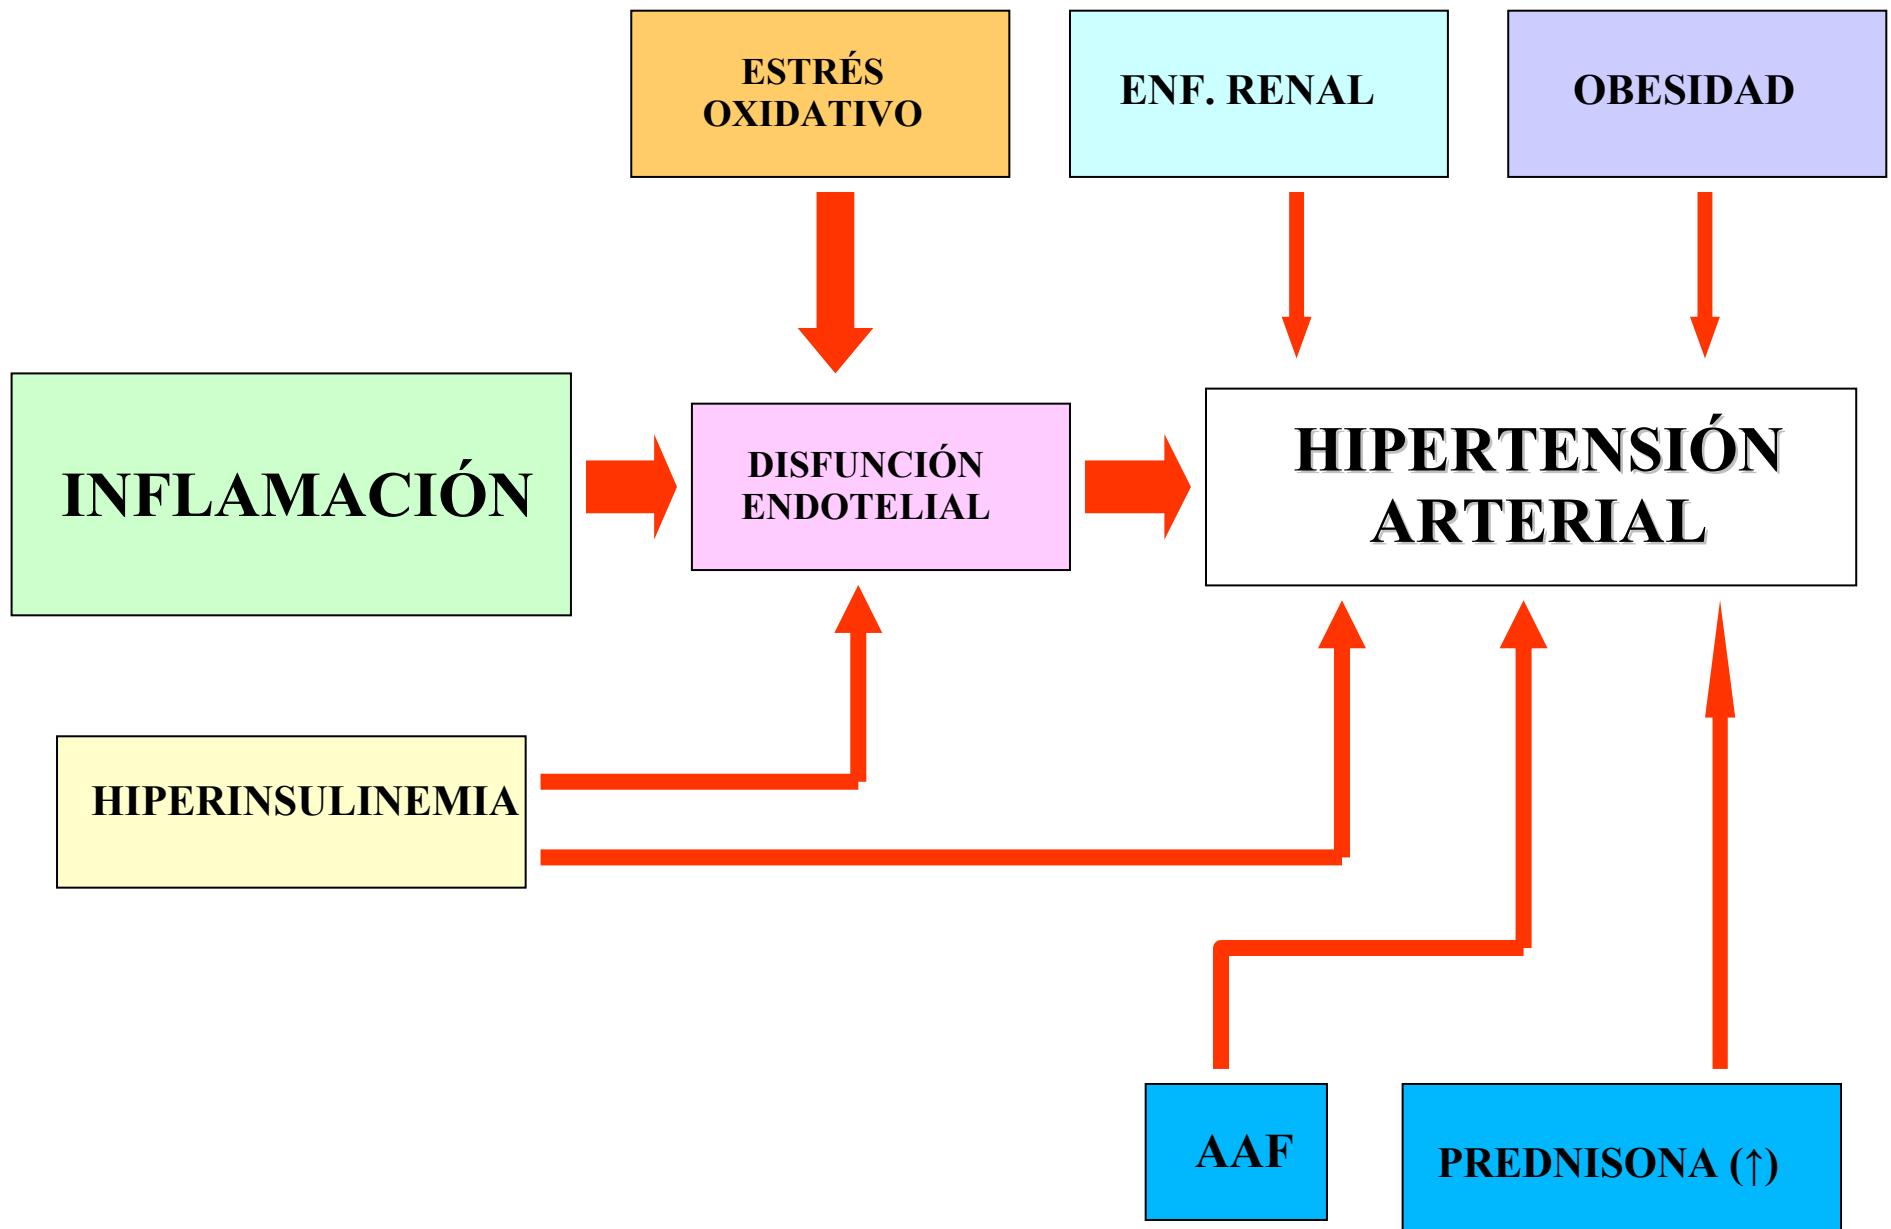 ESTRÉS
OXIDATIVO
ENF. RENAL
OBESIDAD
INFLAMACIÓN
DISFUNCIÓN
ENDOTELIAL
HIPERTENSIÓN
ARTERIAL
HIPERINSULINEMIA
AAF
PREDNISONA (↑)